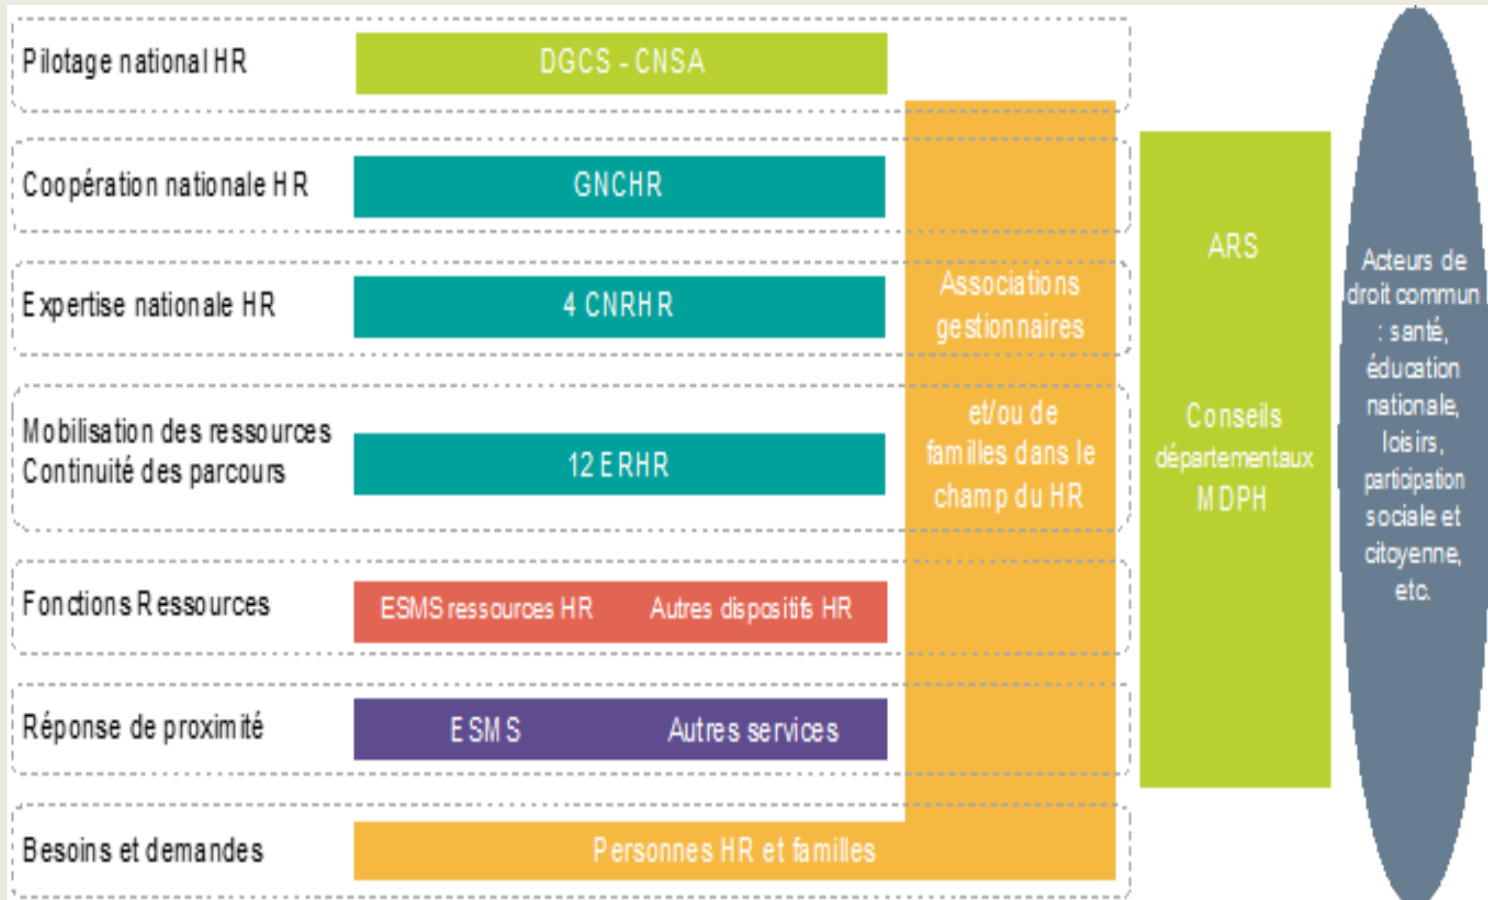 Pilotage national HR
DGCS - CNSA
Coopération nationale HR
GNCHR
Expertise nationale HR
4 CNRHR
Mobilisation des ressources
Continuité des parcours
12 ERHR
Fonctions Ressources
ESMS ressources HR
Autres dispositifs HR
Réponse de proximité
ESMS
Autres services
Besoins et demandes
Personnes HR et familles
Associations
gestionnaires
et/ou de
familles dans le
champ du HR
ARS
Conseils
départementaux
MDPH
Acteurs de
droit commun
: santé,
éducation
nationale,
loisirs,
participation
sociale et
citoyenne,
etc.